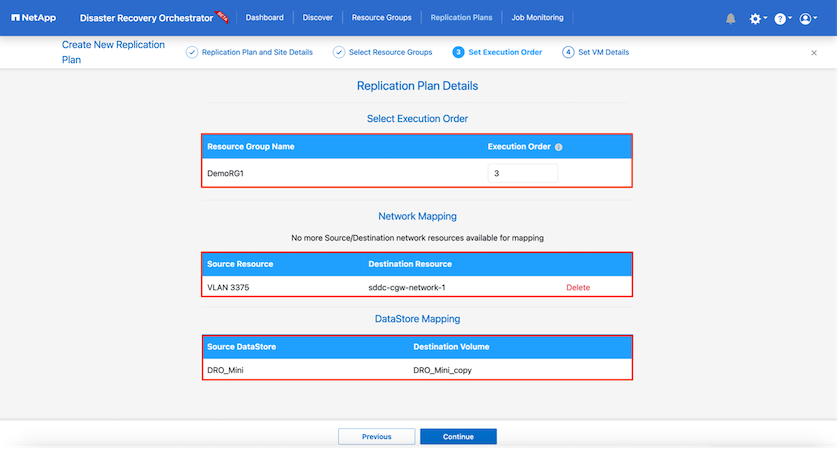 NetApp Disaster Recovery Orchestrator BETA Dashboard Discover Resource Groups Replication Plans Job Monitoring
Create New Replication Plan
Replication Plan and Site Details
Select Resource Groups
3 Set Execution Order
4 Set VM Details
Replication Plan Details
Select Execution Order
Resource Group Name Execution Order
DemoRG1 3
Network Mapping
No more Source/Destination network resources available for mapping
Source Resource Destination Resource
VLAN 3375 sddc-cgw-network-1 Delete
DataStore Mapping
Source DataStore Destination Volume
DRO_Mini DRO_Mini_copy
Previous Continue